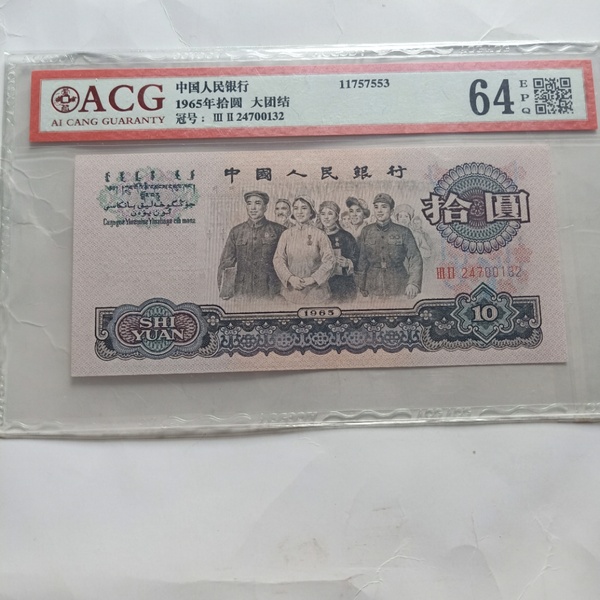 ACG
AI CANG GUARANTY
中国人民银行
1965年拾圆 大团结
冠号: III II 24700132
11757553
64
EPQ
中國人民銀行
拾圓
III II 24700132
1965
SHI
YUAN
10